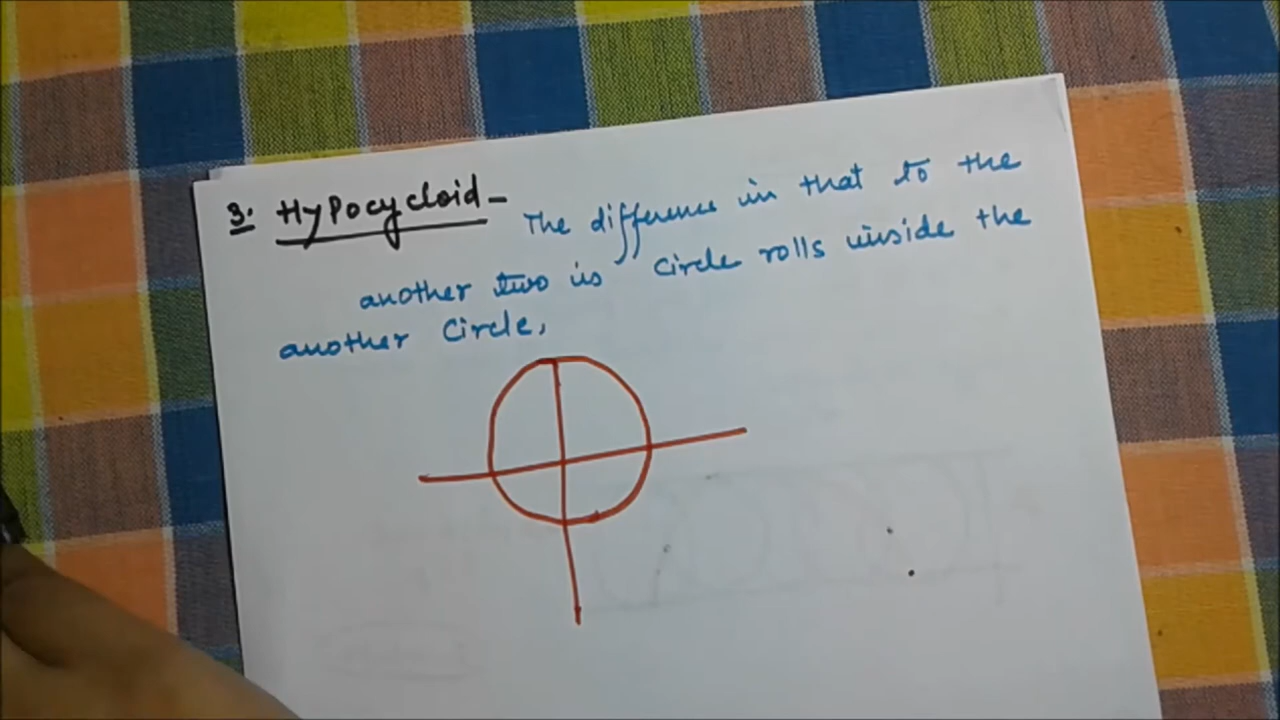 3. HyPocycloid - The difference in that to the
another two is circle rolls inside the
another Circle,